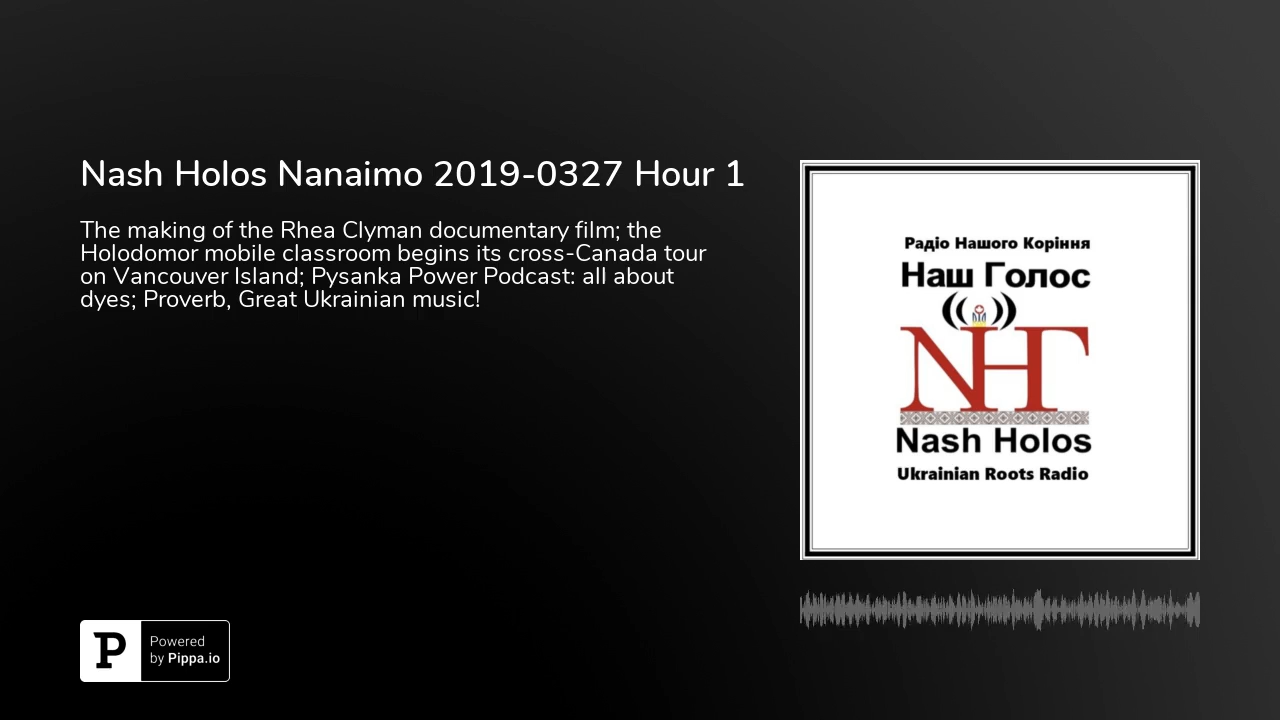 Nash Holos Nanaimo 2019-0327 Hour 1
The making of the Rhea Clyman documentary film; the
Holodomor mobile classroom begins its cross-Canada tour
on Vancouver Island; Pysanka Power Podcast: all about
dyes; Proverb, Great Ukrainian music!
Радіо Нашого Коріння
Наш Голос
NHГ
Nash Holos
Ukrainian Roots Radio
P
Powered
by Pippa.io